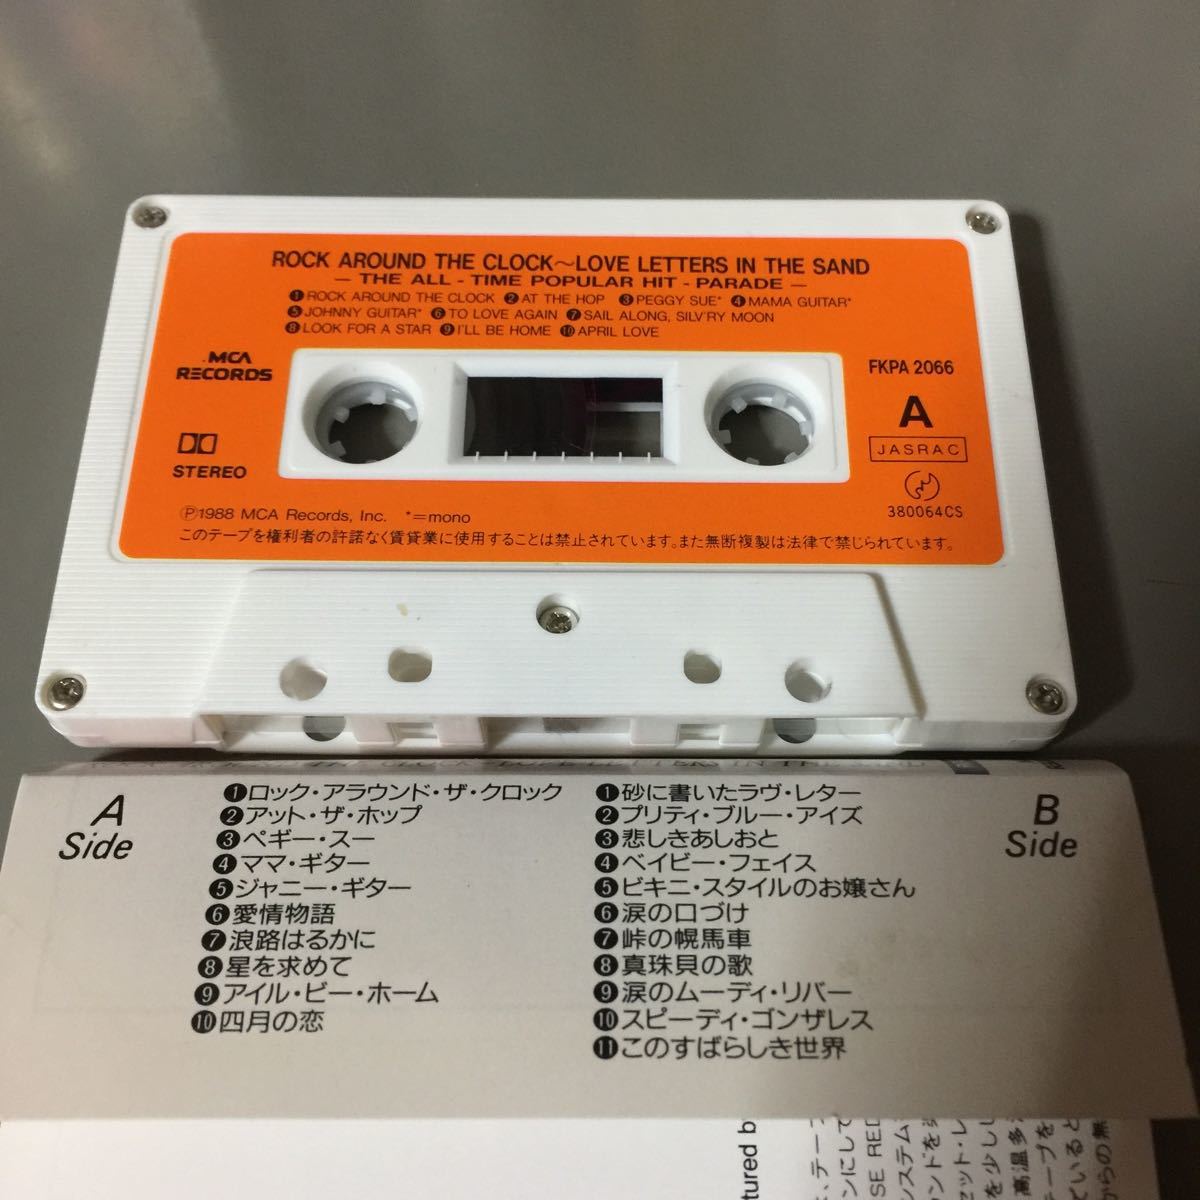 ROCK AROUND THE CLOCK〜LOVE LETTERS IN THE SAND
— THE ALL - TIME POPULAR HIT - PARADE —
❶ROCK AROUND THE CLOCK ❷AT THE HOP ❸PEGGY SUE* ❹MAMA GUITAR*
❺JOHNNY GUITAR* ❻TO LOVE AGAIN ❼SAIL ALONG, SILV'RY MOON
❽LOOK FOR A STAR ❾I'LL BE HOME ❿APRIL LOVE
MCA
RECORDS
STEREO
FKPA 2066
A
JASRAC
380064CS
Ⓟ1988 MCA Records, Inc. *=mono
このテープを権利者の許諾なく賃貸業に使用することは禁止されています。また無断複製は法律で禁じられています。
A
Side
❶ロック・アラウンド・ザ・クロック
❷アット・ザ・ホップ
❸ペギー・スー
❹ママ・ギター
❺ジャニー・ギター
❻愛情物語
❼浪路はるかに
❽星を求めて
❾アイル・ビー・ホーム
❿四月の恋
❶砂に書いたラヴ・レター
❷プリティ・ブルー・アイズ
❸悲しきあしおと
❹ベイビー・フェイス
❺ビキニ・スタイルのお嬢さん
❻涙の口づけ
❼峠の幌馬車
❽真珠貝の歌
❾涙のムーディ・リバー
❿スピーディ・ゴンザレス
⓫このすばらしき世界
B
Side